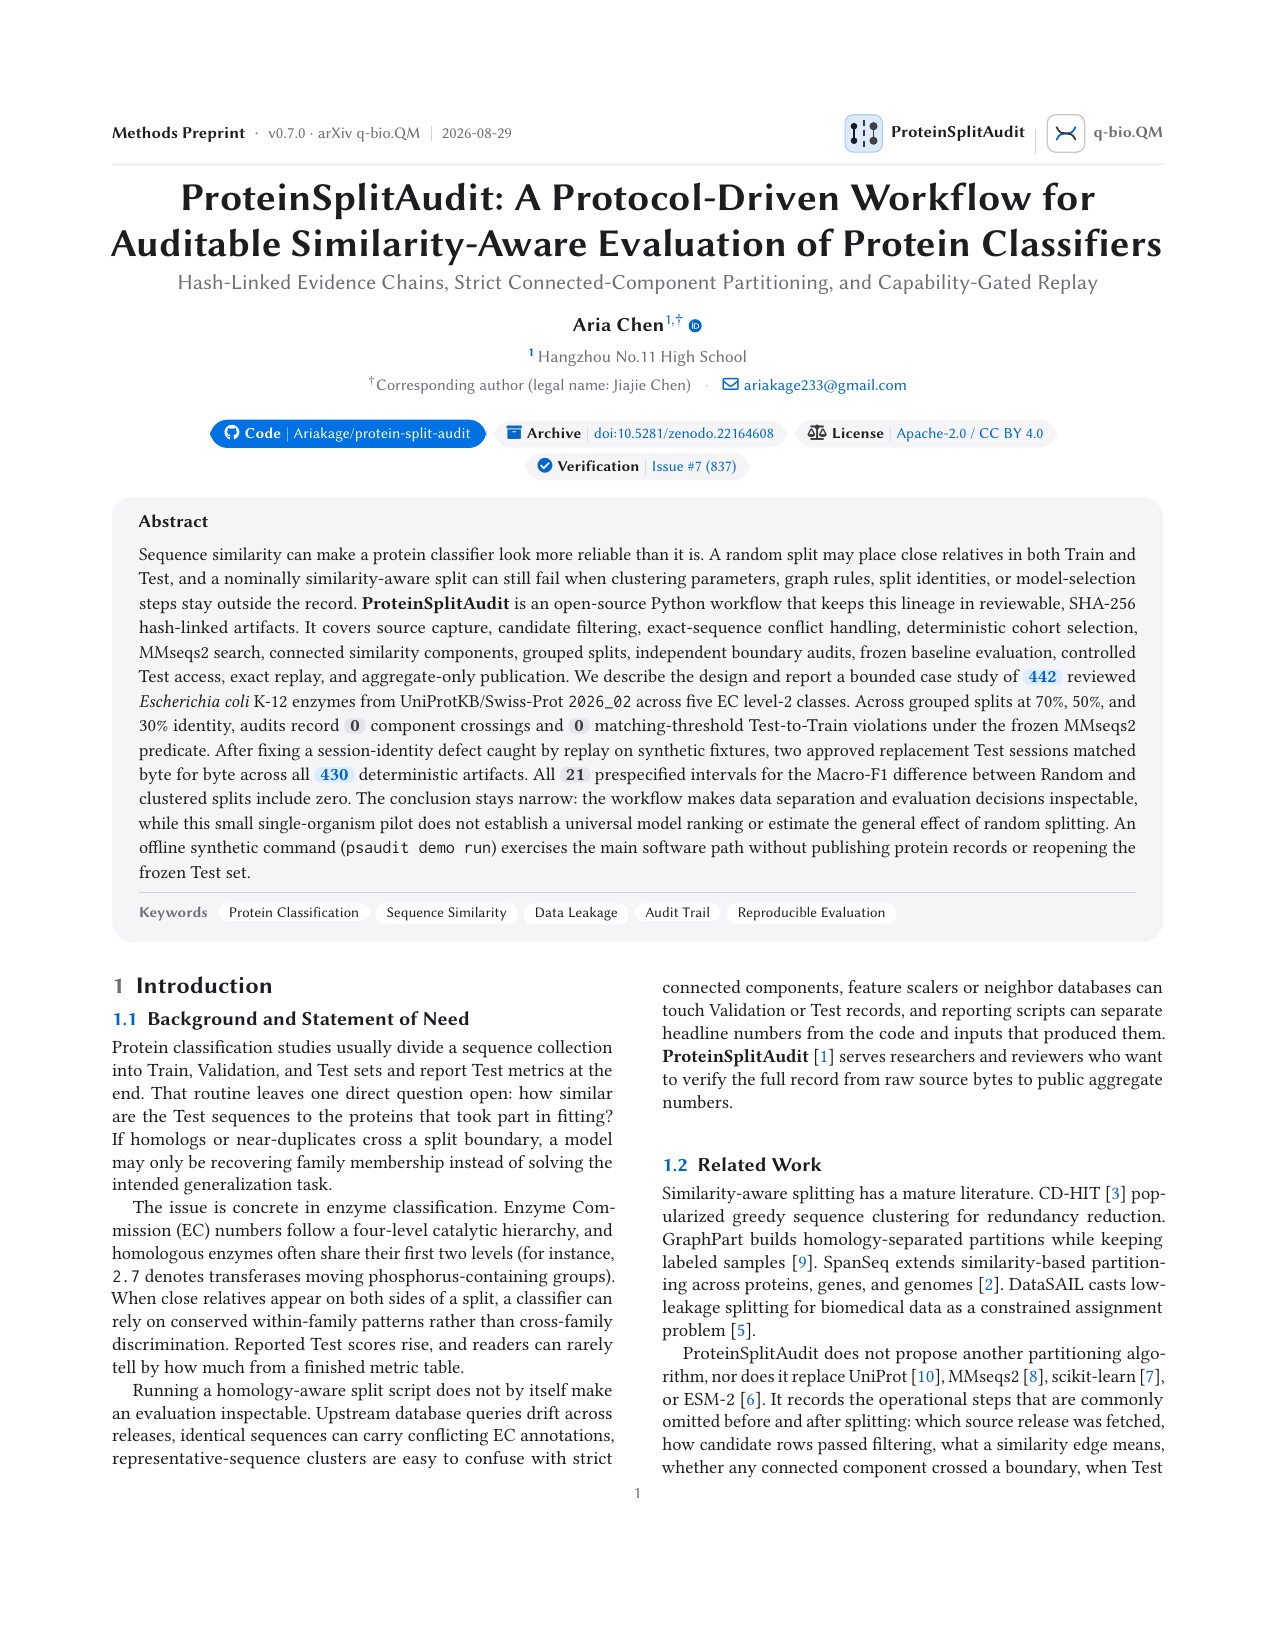 Methods Preprint · v0.7.0 · arXiv q-bio.QM | 2026-08-29
ProteinSplitAudit | q-bio.QM
ProteinSplitAudit: A Protocol-Driven Workflow for
Auditable Similarity-Aware Evaluation of Protein Classifiers
Hash-Linked Evidence Chains, Strict Connected-Component Partitioning, and Capability-Gated Replay
Aria Chen1,† iD
1 Hangzhou No.11 High School
†Corresponding author (legal name: Jiajie Chen) · ariakage233@gmail.com
Code | Ariakage/protein-split-audit
Archive | doi:10.5281/zenodo.22164608
License | Apache-2.0 / CC BY 4.0
Verification | Issue #7 (837)
Abstract
Sequence similarity can make a protein classifier look more reliable than it is. A random split may place close relatives in both Train and
Test, and a nominally similarity-aware split can still fail when clustering parameters, graph rules, split identities, or model-selection
steps stay outside the record. ProteinSplitAudit is an open-source Python workflow that keeps this lineage in reviewable, SHA-256
hash-linked artifacts. It covers source capture, candidate filtering, exact-sequence conflict handling, deterministic cohort selection,
MMseqs2 search, connected similarity components, grouped splits, independent boundary audits, frozen baseline evaluation, controlled
Test access, exact replay, and aggregate-only publication. We describe the design and report a bounded case study of 442 reviewed
Escherichia coli K-12 enzymes from UniProtKB/Swiss-Prot 2026_02 across five EC level-2 classes. Across grouped splits at 70%, 50%, and
30% identity, audits record 0 component crossings and 0 matching-threshold Test-to-Train violations under the frozen MMseqs2
predicate. After fixing a session-identity defect caught by replay on synthetic fixtures, two approved replacement Test sessions matched
byte for byte across all 430 deterministic artifacts. All 21 prespecified intervals for the Macro-F1 difference between Random and
clustered splits include zero. The conclusion stays narrow: the workflow makes data separation and evaluation decisions inspectable,
while this small single-organism pilot does not establish a universal model ranking or estimate the general effect of random splitting. An
offline synthetic command (psaudit demo run) exercises the main software path without publishing protein records or reopening the
frozen Test set.
Keywords Protein Classification Sequence Similarity Data Leakage Audit Trail Reproducible Evaluation
1 Introduction
1.1 Background and Statement of Need
Protein classification studies usually divide a sequence collection
into Train, Validation, and Test sets and report Test metrics at the
end. That routine leaves one direct question open: how similar
are the Test sequences to the proteins that took part in fitting?
If homologs or near-duplicates cross a split boundary, a model
may only be recovering family membership instead of solving the
intended generalization task.
The issue is concrete in enzyme classification. Enzyme Com-
mission (EC) numbers follow a four-level catalytic hierarchy, and
homologous enzymes often share their first two levels (for instance,
2.7 denotes transferases moving phosphorus-containing groups).
When close relatives appear on both sides of a split, a classifier can
rely on conserved within-family patterns rather than cross-family
discrimination. Reported Test scores rise, and readers can rarely
tell by how much from a finished metric table.
Running a homology-aware split script does not by itself make
an evaluation inspectable. Upstream database queries drift across
releases, identical sequences can carry conflicting EC annotations,
representative-sequence clusters are easy to confuse with strict
connected components, feature scalers or neighbor databases can
touch Validation or Test records, and reporting scripts can separate
headline numbers from the code and inputs that produced them.
ProteinSplitAudit [1] serves researchers and reviewers who want
to verify the full record from raw source bytes to public aggregate
numbers.
1.2 Related Work
Similarity-aware splitting has a mature literature. CD-HIT [3] pop-
ularized greedy sequence clustering for redundancy reduction.
GraphPart builds homology-separated partitions while keeping
labeled samples [9]. SpanSeq extends similarity-based partition-
ing across proteins, genes, and genomes [2]. DataSAIL casts low-
leakage splitting for biomedical data as a constrained assignment
problem [5].
ProteinSplitAudit does not propose another partitioning algo-
rithm, nor does it replace UniProt [10], MMseqs2 [8], scikit-learn [7],
or ESM-2 [6]. It records the operational steps that are commonly
omitted before and after splitting: which source release was fetched,
how candidate rows passed filtering, what a similarity edge means,
whether any connected component crossed a boundary, when Test
1